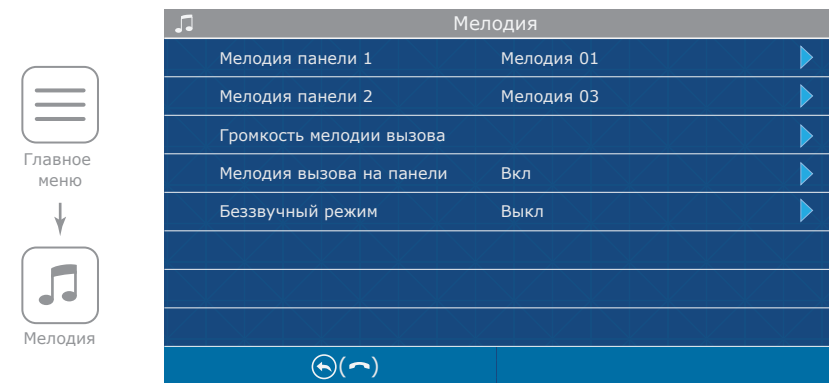 Главное
меню
Мелодия
Мелодия
Мелодия панели 1 Мелодия 01
Мелодия панели 2 Мелодия 03
Громкость мелодии вызова
Мелодия вызова на панели Вкл
Беззвучный режим Выкл